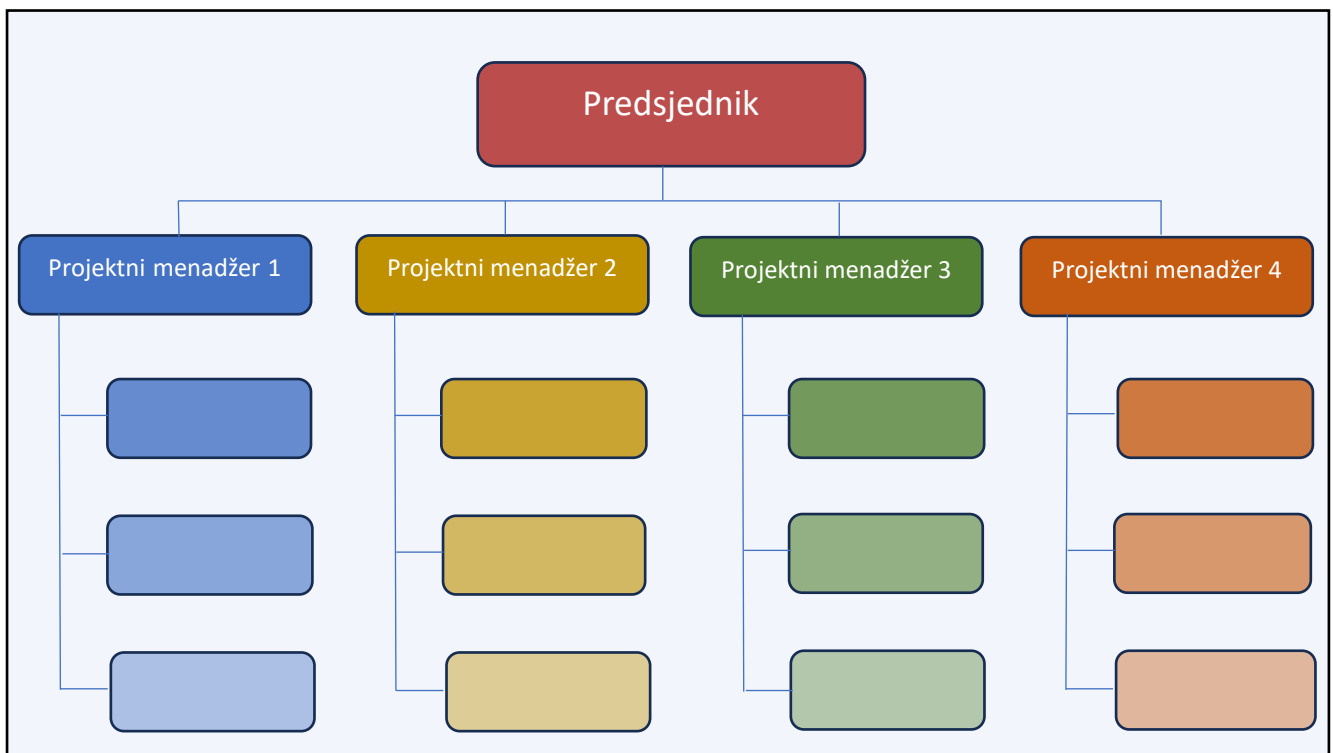 Predsjednik
Projektni menadžer 1
Projektni menadžer 2
Projektni menadžer 3
Projektni menadžer 4